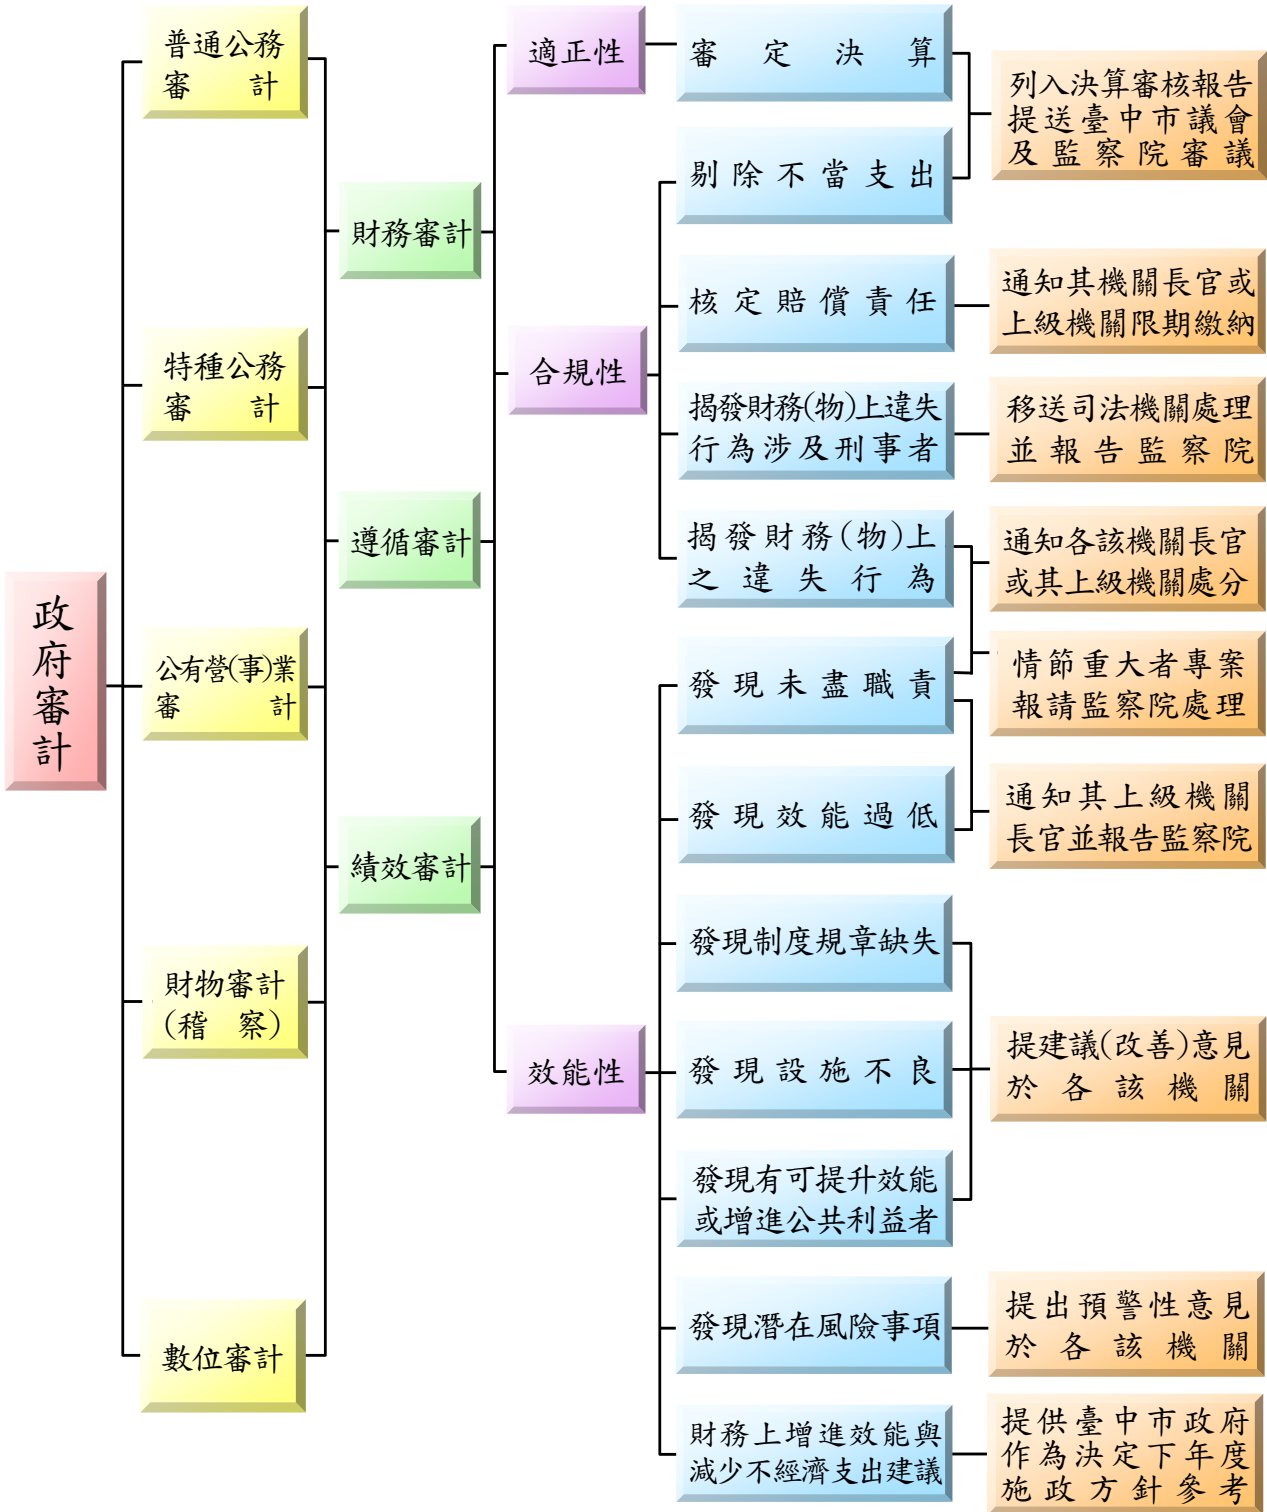 政府審計
普通公務
審計
特種公務
審計
公有營(事)業
審計
財物審計
(稽察)
數位審計
財務審計
遵循審計
績效審計
適正性
合規性
效能性
審定決算
剔除不當支出
核定賠償責任
揭發財務(物)上違失
行為涉及刑事者
揭發財務(物)上
之違失行為
發現未盡職責
發現效能過低
發現制度規章缺失
發現設施不良
發現有可提升效能
或增進公共利益者
發現潛在風險事項
財務上增進效能與
減少不經濟支出建議
列入決算審核報告
提送臺中市議會
及監察院審議
通知其機關長官或
上級機關限期繳納
移送司法機關處理
並報告監察院
通知各該機關長官
或其上級機關處分
情節重大者專案
報請監察院處理
通知其上級機關
長官並報告監察院
提建議(改善)意見
於各該機關
提出預警性意見
於各該機關
提供臺中市政府
作為決定下年度
施政方針參考